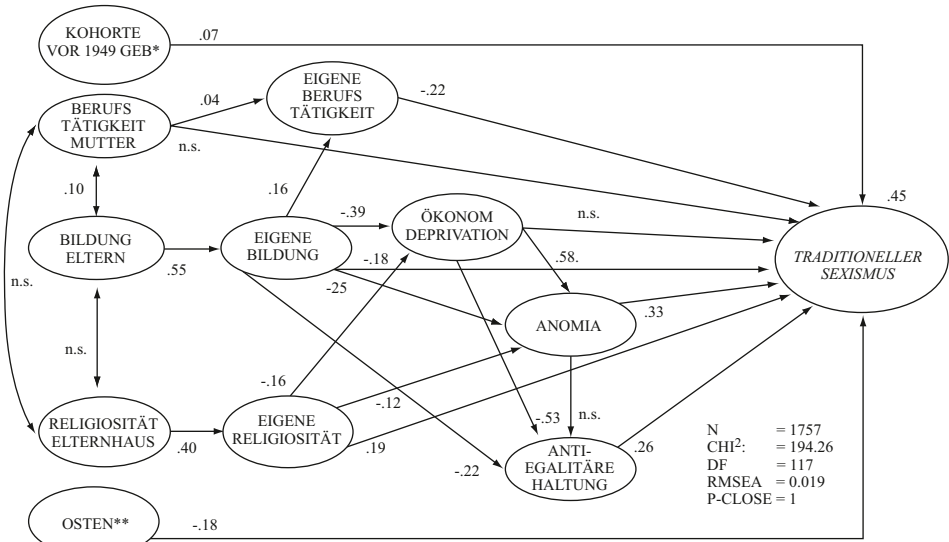 KOHORTE
VOR 1949 GEB*
.07
EIGENE
BERUFS
TÄTIGKEIT
-.22
BERUFS
TÄTIGKEIT
MUTTER
.04
n.s.
.10
.16
.45
BILDUNG
ELTERN
.55
EIGENE
BILDUNG
-.39
ÖKONOM
DEPRIVATION
n.s.
-.18
-25
.58.
TRADITIONELLER
SEXISMUS
n.s.
ANOMIA
.33
n.s.
-.16
-.12
RELIGIOSITÄT
ELTERNHAUS
.40
EIGENE
RELIGIOSITÄT
.19
-.53
n.s.
-.22
ANTI-
EGALITÄRE
HALTUNG
.26
N = 1757
CHI²: = 194.26
DF = 117
RMSEA = 0.019
P-CLOSE = 1
OSTEN**
-.18